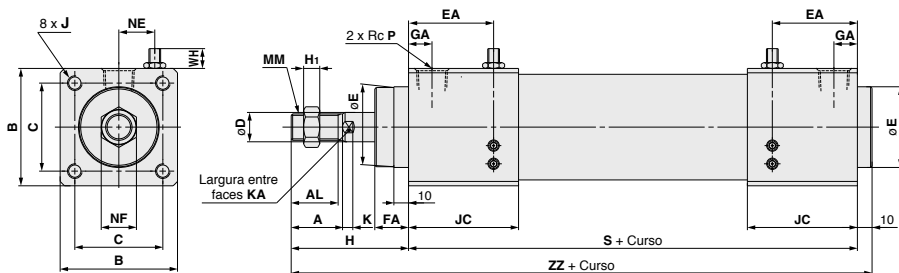 8 x J
NE
WH
B
C
NF
C
B
MM
H1
øD
øE
Largura entre
faces KA
AL
A
K
FA
10
H
EA
GA
2 x Rc P
JC
S + Curso
ZZ + Curso
EA
GA
øE
JC
10